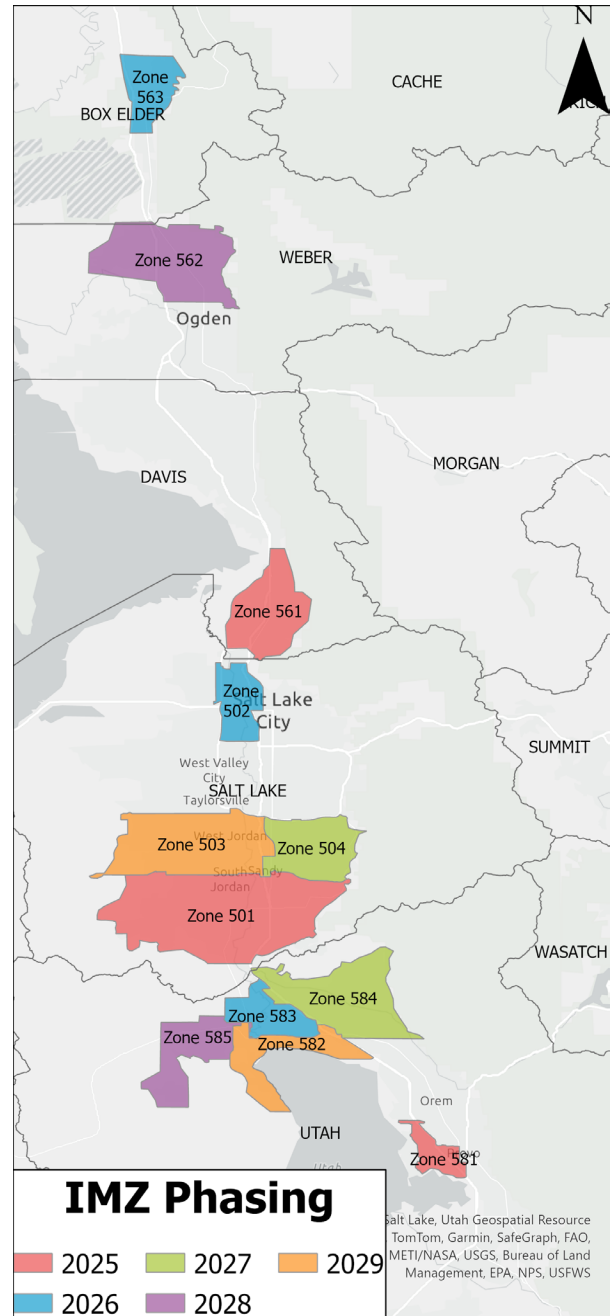 N
CACHE
RICH
Zone
563
BOX ELDER
Zone 562
WEBER
Ogden
MORGAN
DAVIS
Zone 561
Zone
502
Salt Lake
City
SUMMIT
West Valley
City
SALT LAKE
Taylorsville
West Jordan
Zone 503
Zone 504
South
Jordan
Sandy
Zone 501
WASATCH
Zone 584
Zone 583
Zone 585
Zone 582
Orem
UTAH
Provo
Zone 581
Utah
IMZ Phasing
2025
2027
2029
2026
2028
Salt Lake, Utah Geospatial Resource
TomTom, Garmin, SafeGraph, FAO,
METI/NASA, USGS, Bureau of Land
Management, EPA, NPS, USFWS